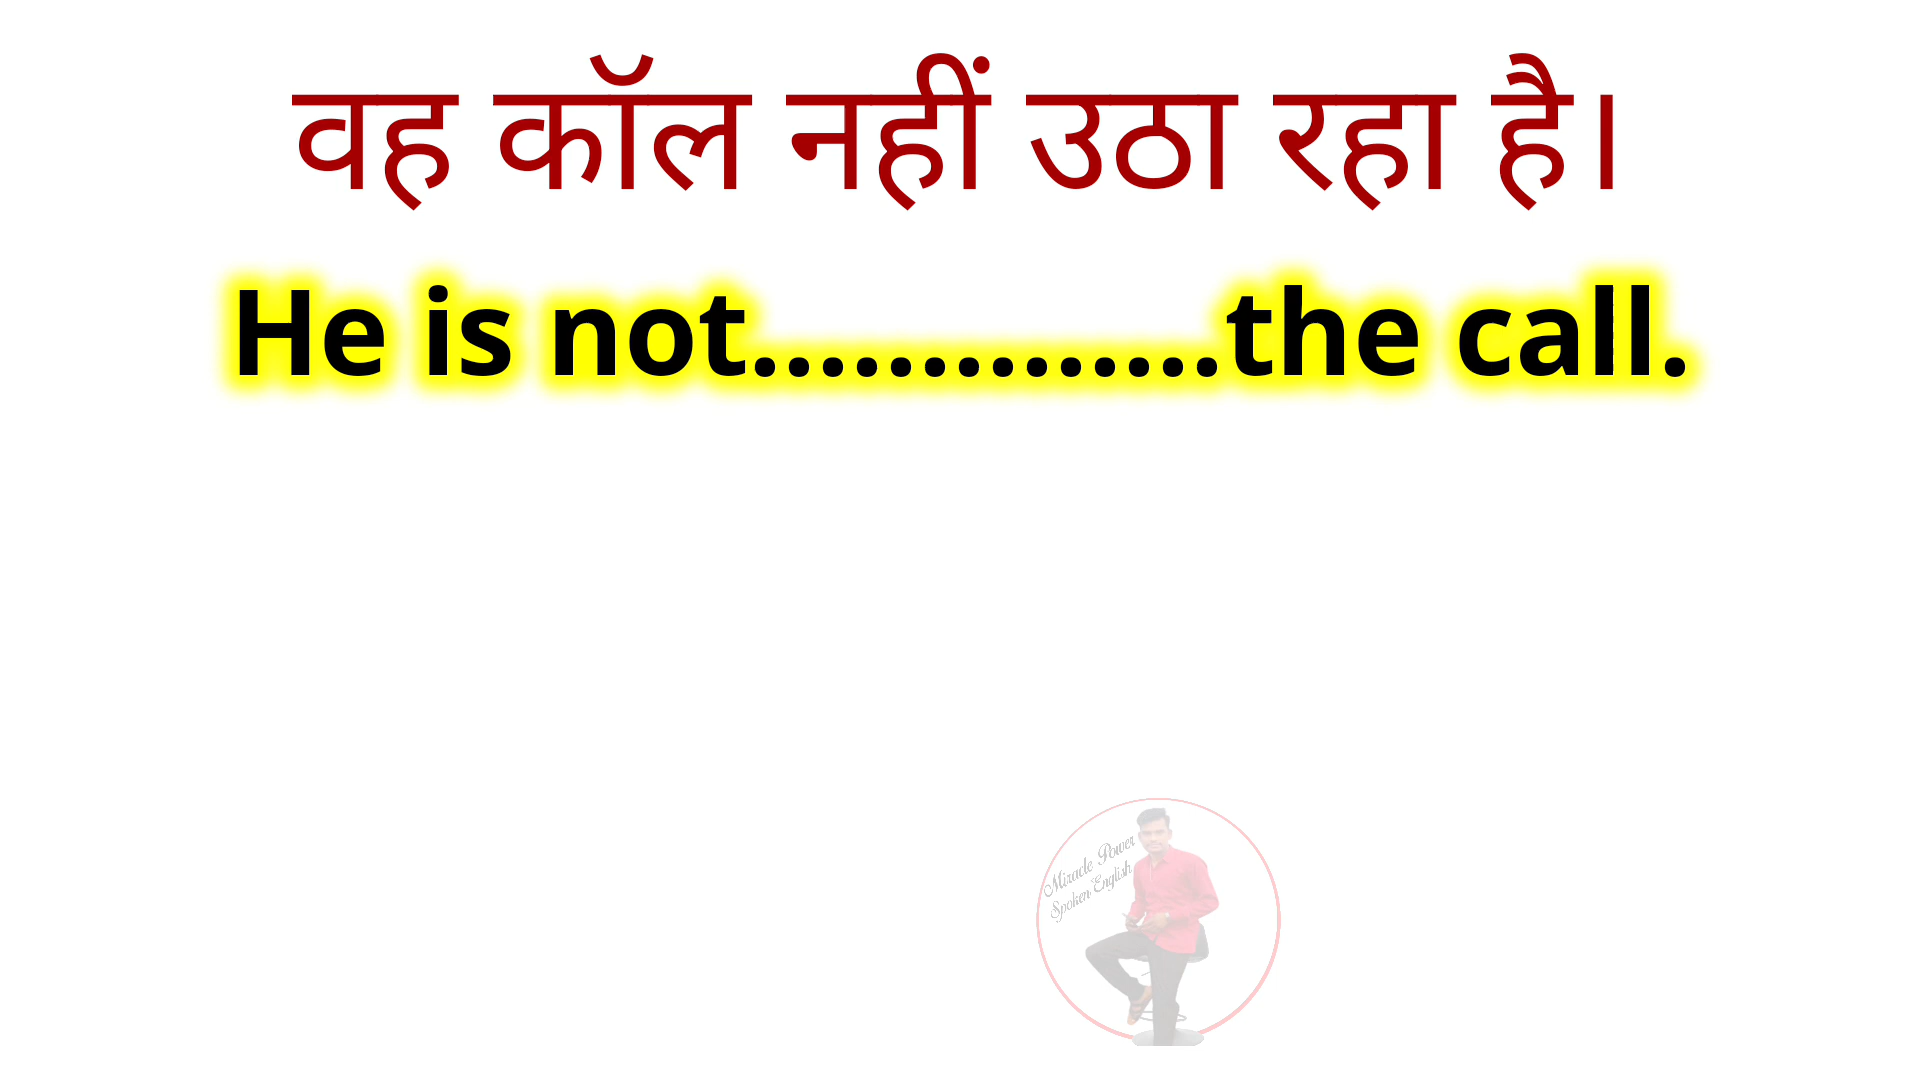 वह कॉल नहीं उठा रहा है।
He is not..............the call.
Miracle Power
Spoken English